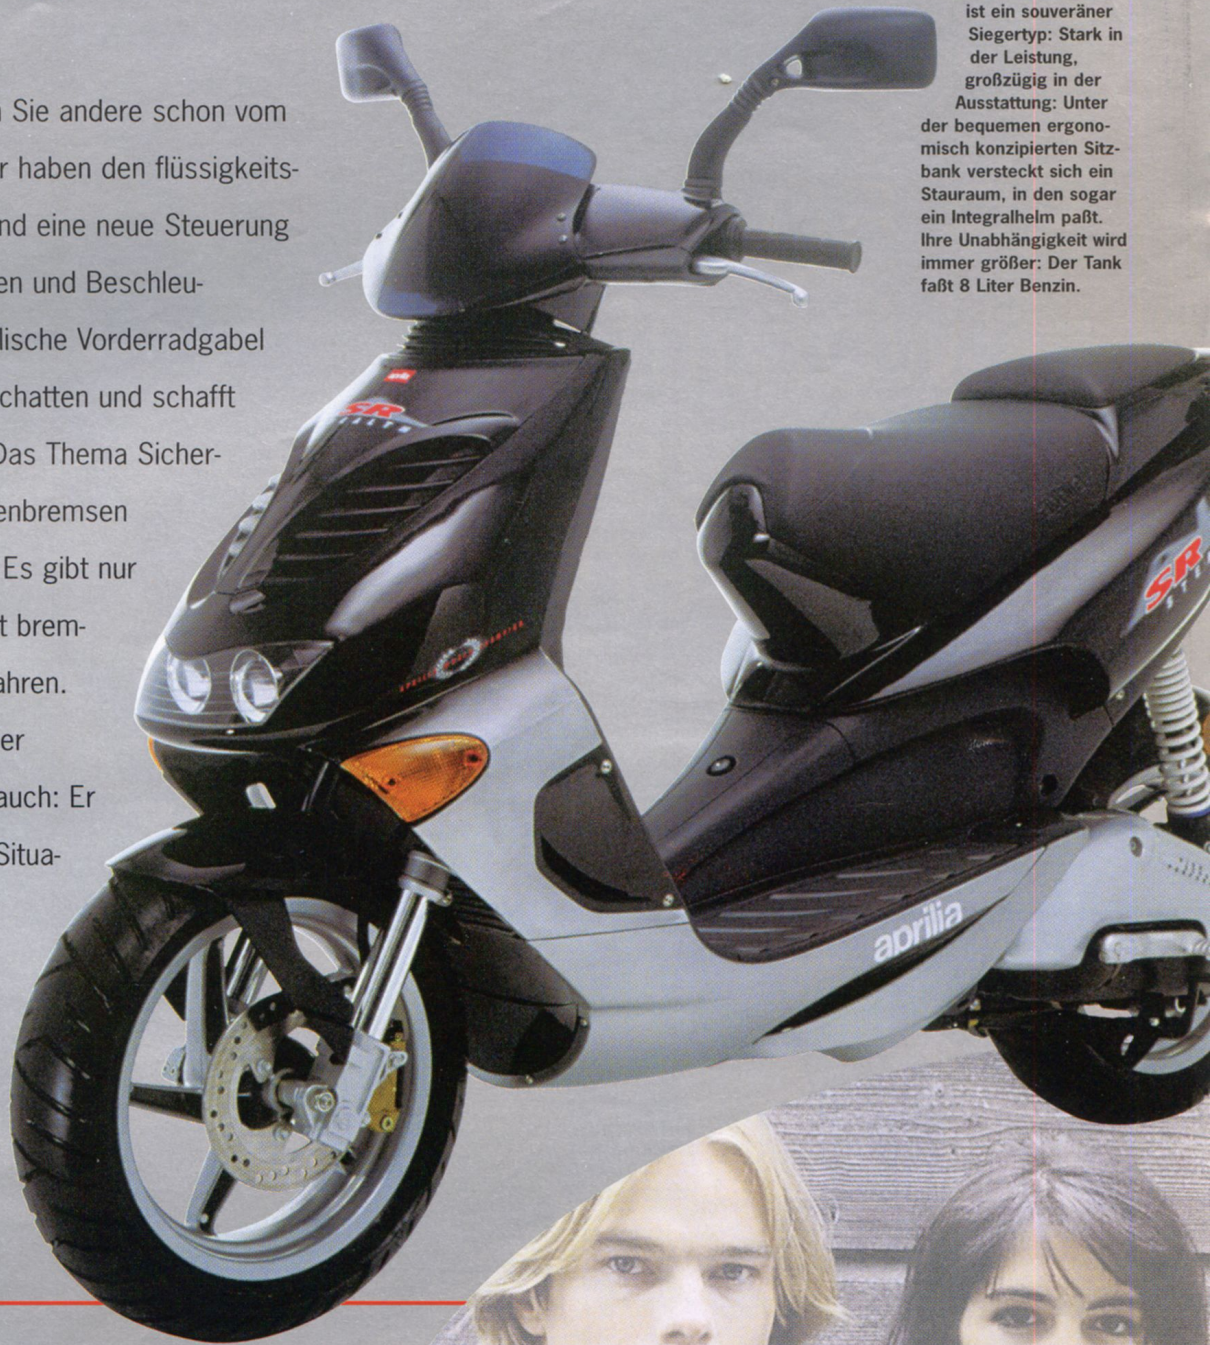 Sie andere schon vom
r haben den flüssigkeits-
nd eine neue Steuerung
en und Beschleu-
lische Vorderradgabel
chatten und schafft
Das Thema Sicher-
enbremsen
Es gibt nur
t brem-
ahren.
er
auch: Er
Situa-
ist ein souveräner
Siegertyp: Stark in
der Leistung,
großzügig in der
Ausstattung: Unter
der bequemen ergono-
misch konzipierten Sitz-
bank versteckt sich ein
Stauraum, in den sogar
ein Integralhelm paßt.
Ihre Unabhängigkeit wird
immer größer: Der Tank
faßt 8 Liter Benzin.
SR
SR
aprilia